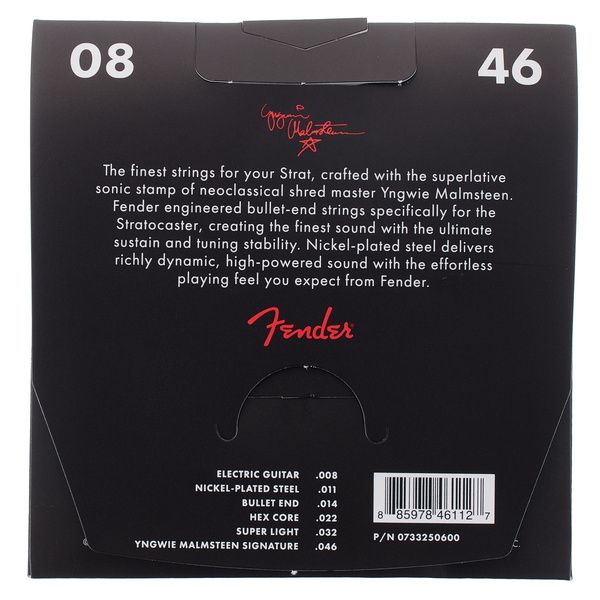 08 46
Yngwie
Malmsteen
The finest strings for your Strat, crafted with the superlative
sonic stamp of neoclassical shred master Yngwie Malmsteen.
Fender engineered bullet-end strings specifically for the
Stratocaster, creating the finest sound with the ultimate
sustain and tuning stability. Nickel-plated steel delivers
richly dynamic, high-powered sound with the effortless
playing feel you expect from Fender.
Fender
ELECTRIC GUITAR .008
NICKEL-PLATED STEEL .011
BULLET END .014
HEX CORE .022
SUPER LIGHT .032
YNGWIE MALMSTEEN SIGNATURE .046
8 85978 46112 7
P/N 0733250600
©
C.